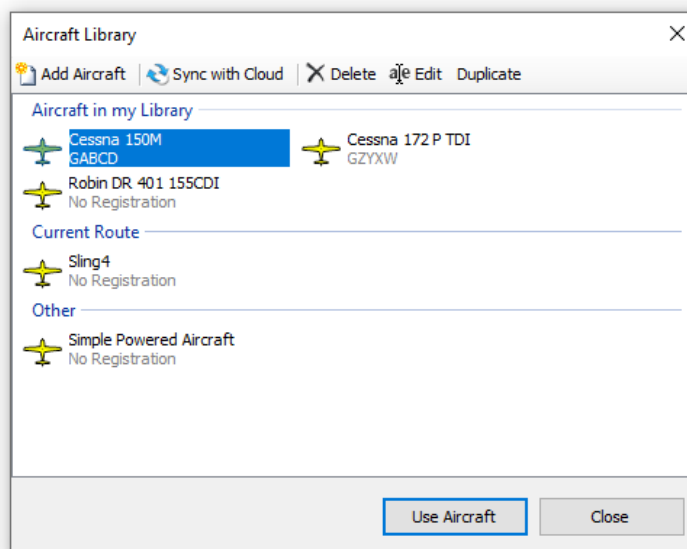 Aircraft Library
Add Aircraft Sync with Cloud Delete Edit Duplicate
Aircraft in my Library
Cessna 150M
GABCD
Cessna 172 P TDI
GZYXW
Robin DR 401 155CDI
No Registration
Current Route
Sling4
No Registration
Other
Simple Powered Aircraft
No Registration
Use Aircraft Close